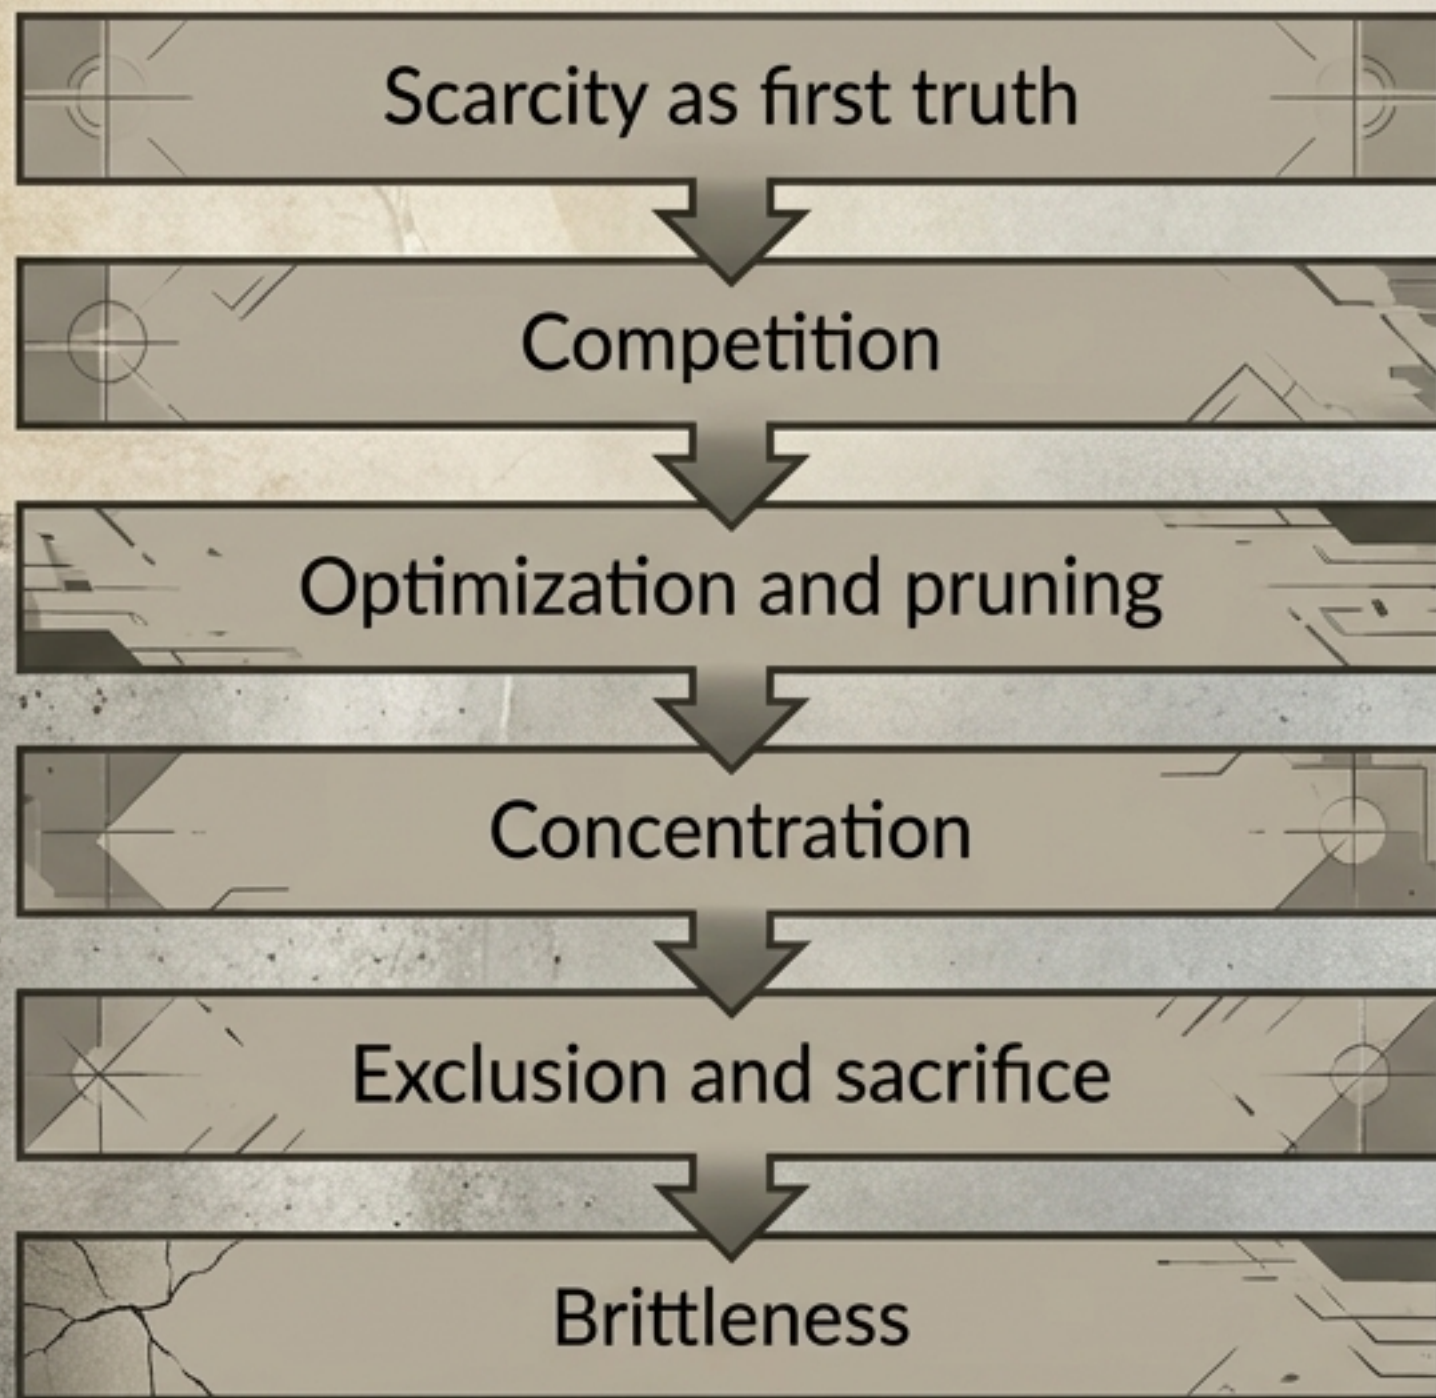 Scarcity as first truth
Competition
Optimization and pruning
Concentration
Exclusion and sacrifice
Brittleness